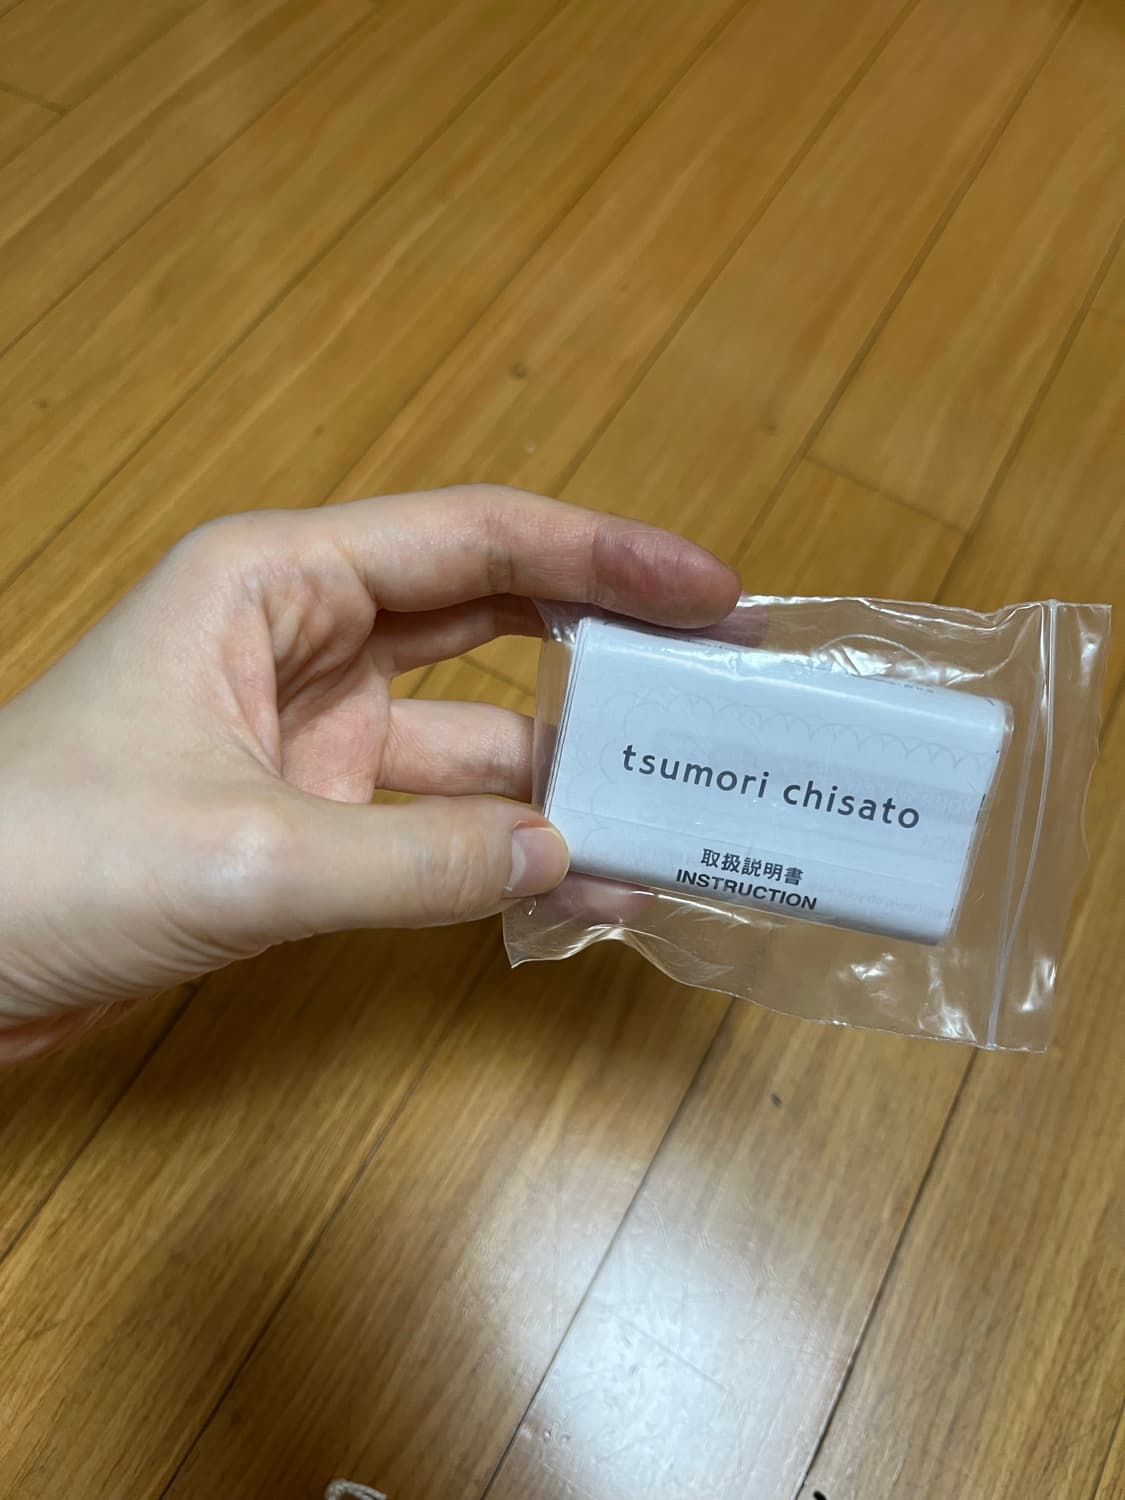 tsumori chisato
取扱説明書
INSTRUCTION